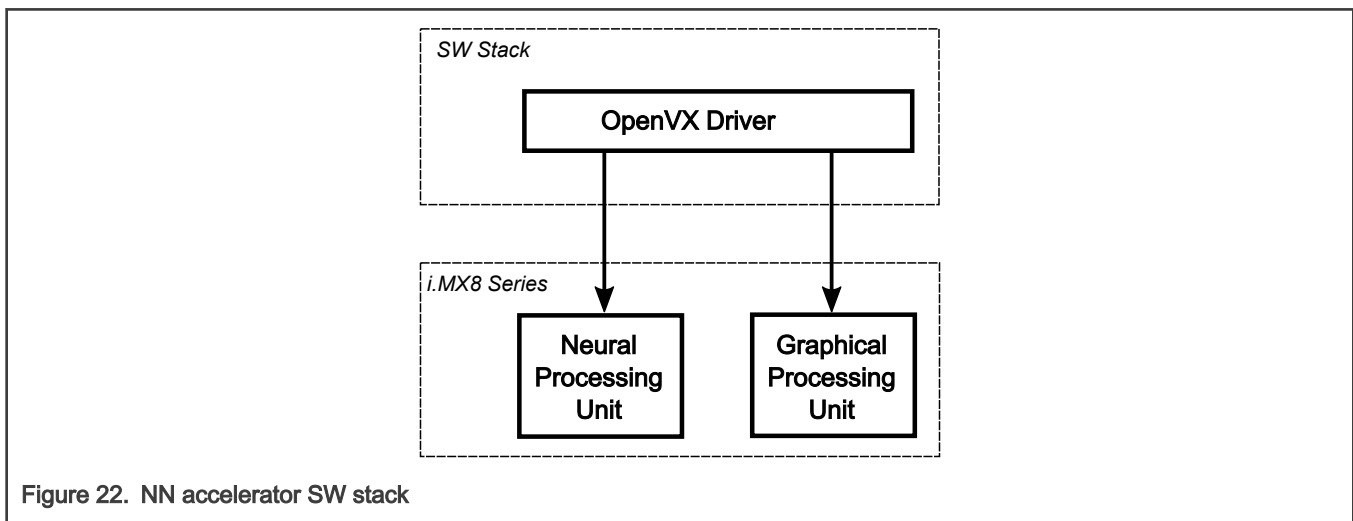 SW Stack
OpenVX Driver
i.MX8 Series
Neural
Processing
Unit
Graphical
Processing
Unit
Figure 22. NN accelerator SW stack